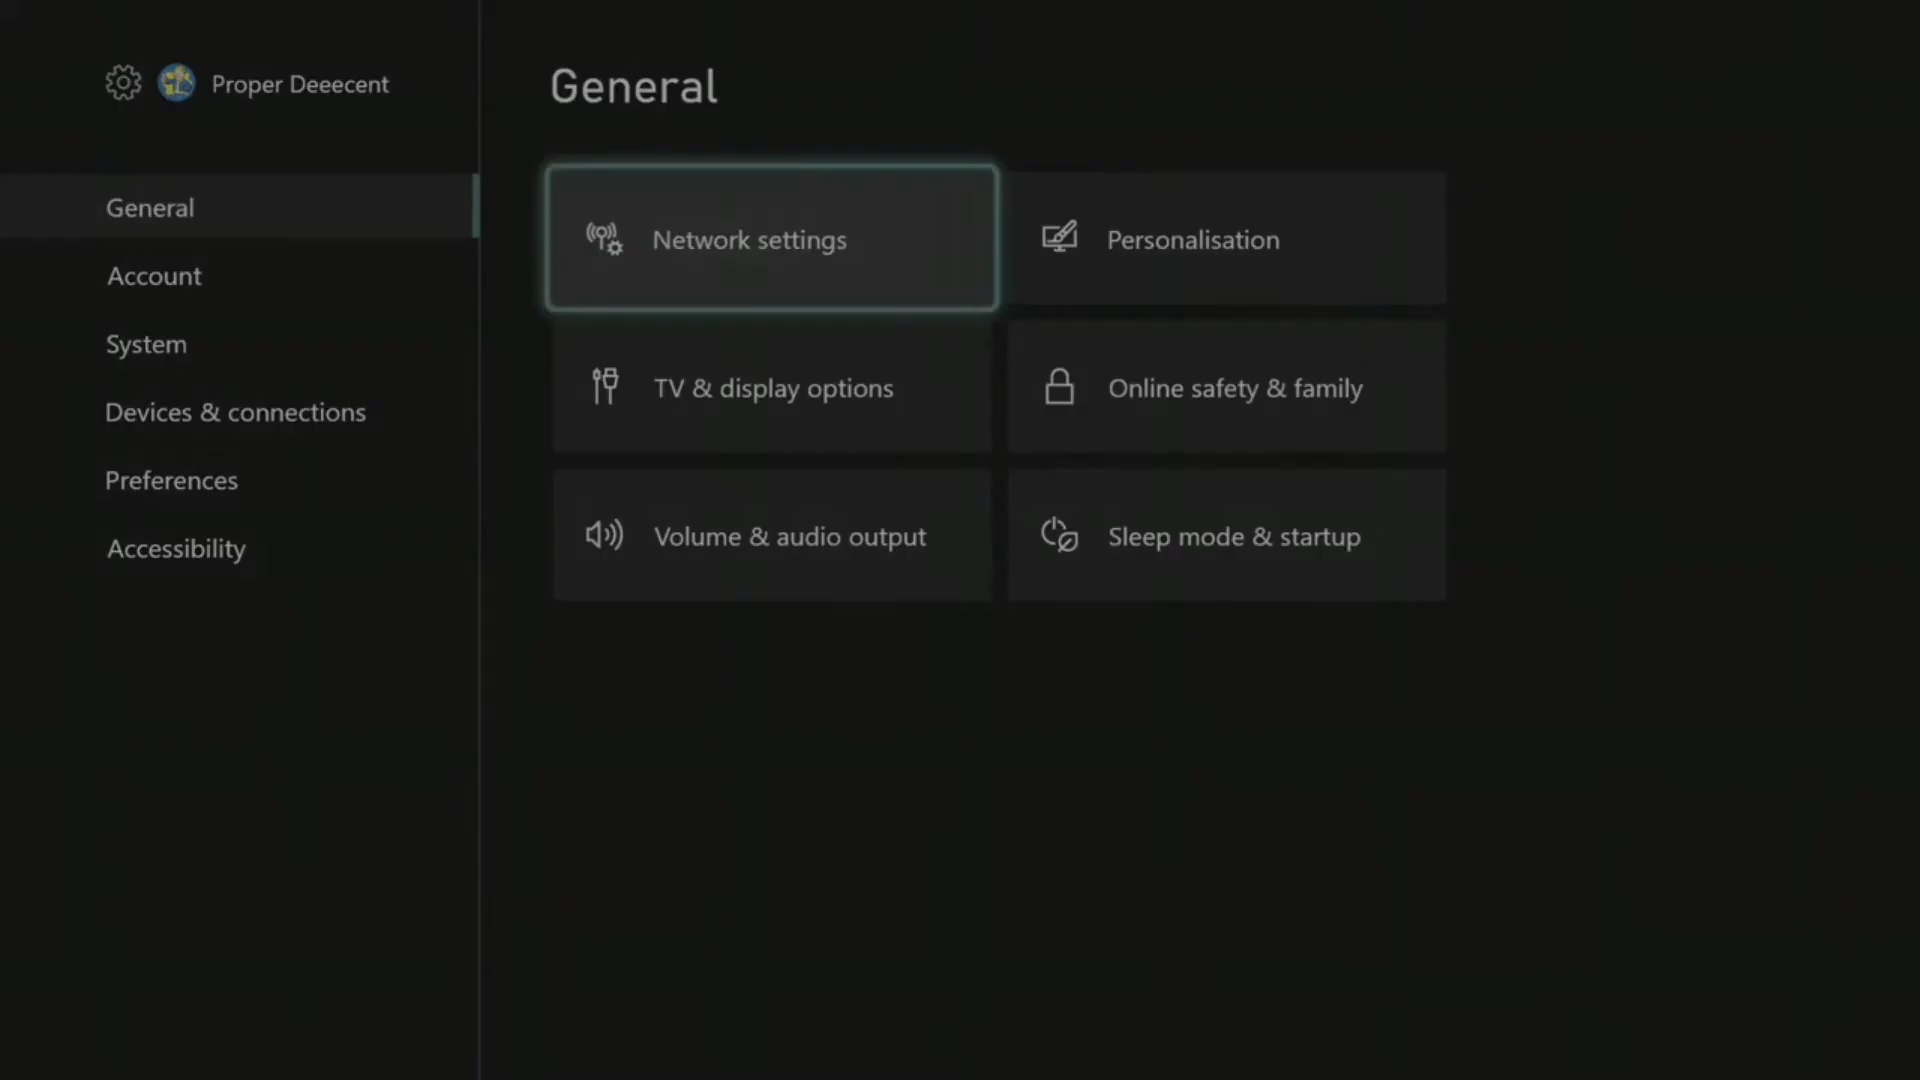 Proper Deeecent
General
Account
System
Devices & connections
Preferences
Accessibility
General
Network settings
Personalisation
TV & display options
Online safety & family
Volume & audio output
Sleep mode & startup